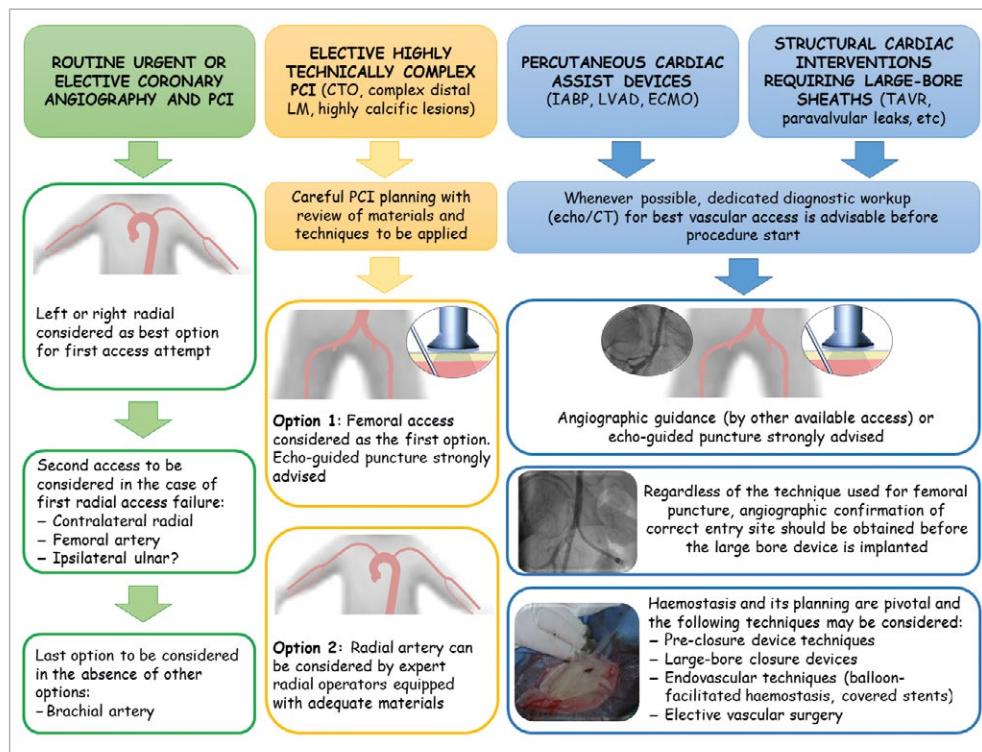 ROUTINE URGENT OR
ELECTIVE CORONARY
ANGIOGRAPHY AND PCI
Left or right radial
considered as best option
for first access attempt
Second access to be
considered in the case of
first radial access failure:
– Contralateral radial
– Femoral artery
– Ipsilateral ulnar?
Last option to be considered
in the absence of other
options:
– Brachial artery
ELECTIVE HIGHLY
TECHNICALLY COMPLEX
PCI (CTO, complex distal
LM, highly calcific lesions)
Careful PCI planning with
review of materials and
techniques to be applied
Option 1: Femoral access
considered as the first option.
Echo-guided puncture strongly
advised
Option 2: Radial artery can
be considered by expert
radial operators equipped
with adequate materials
PERCUTANEOUS CARDIAC
ASSIST DEVICES
(IABP, LVAD, ECMO)
STRUCTURAL CARDIAC
INTERVENTIONS
REQUIRING LARGE-BORE
SHEATHS (TAVR,
paravalvular leaks, etc)
Whenever possible, dedicated diagnostic workup
(echo/CT) for best vascular access is advisable before
procedure start
Angiographic guidance (by other available access) or
echo-guided puncture strongly advised
Regardless of the technique used for femoral
puncture, angiographic confirmation of
correct entry site should be obtained before
the large bore device is implanted
Haemostasis and its planning are pivotal and
the following techniques may be considered:
– Pre-closure device techniques
– Large-bore closure devices
– Endovascular techniques (balloon-
facilitated haemostasis, covered stents)
– Elective vascular surgery